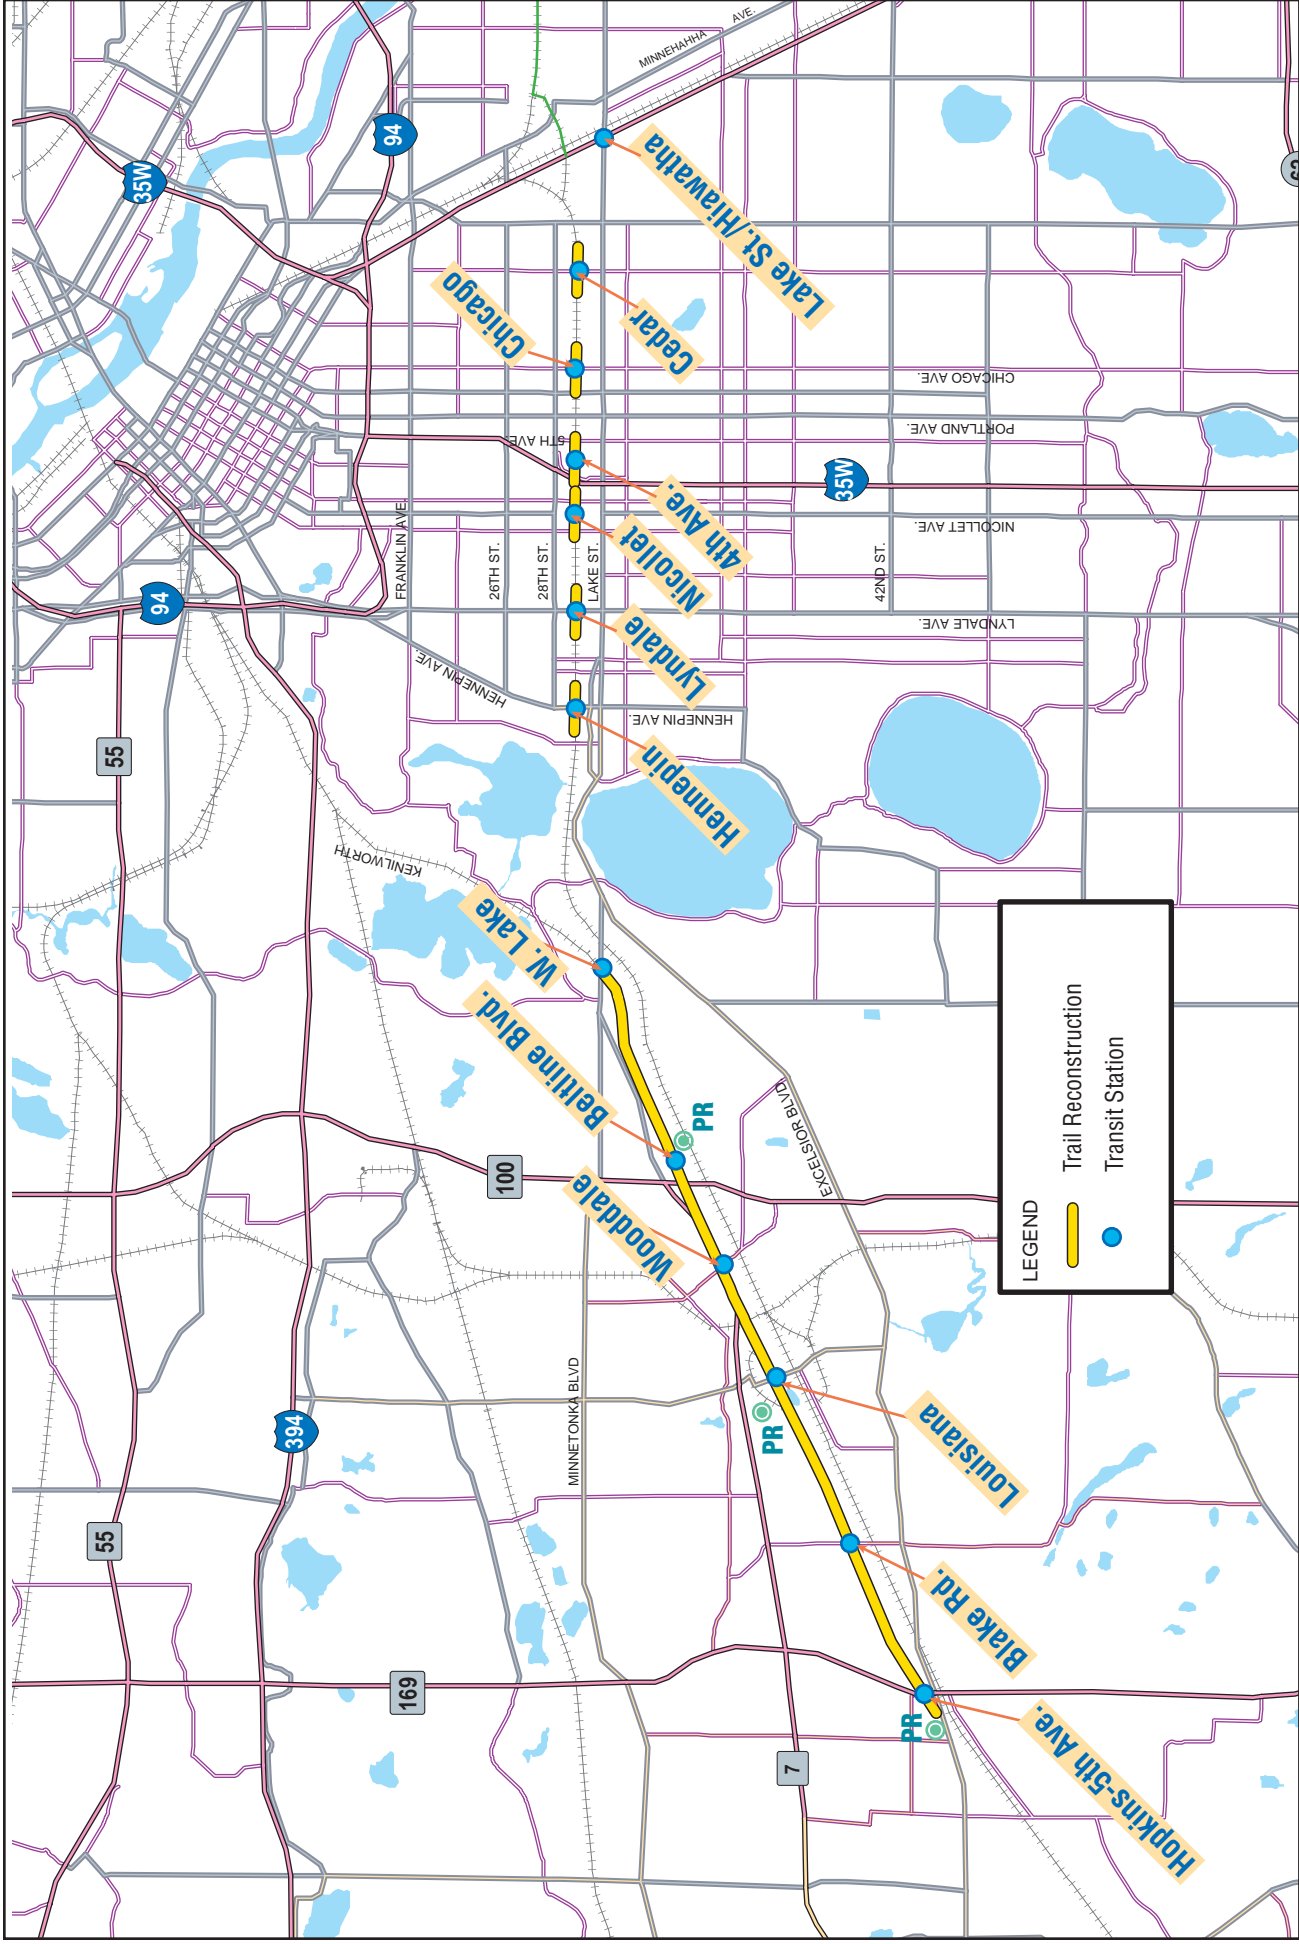 MINNEHAHA AVE.
35W
94
62
Lake St./Hiawatha
Chicago
Cedar
CHICAGO AVE.
PORTLAND AVE.
5TH AVE.
4th Ave.
35W
NICOLLET AVE.
Nicollet
FRANKLIN AVE.
26TH ST.
28TH ST.
LAKE ST.
42ND ST.
94
LYNDALE AVE.
Lyndale
HENNEPIN AVE.
HENNEPIN AVE.
Hennepin
55
KENILWORTH
W. Lake
Beltline Blvd.
PR
EXCELSIOR BLVD
100
Wooddale
LEGEND
Trail Reconstruction
Transit Station
MINNETONKA BLVD
394
PR
Louisiana
55
Blake Rd.
169
PR
7
Hopkins-5th Ave.